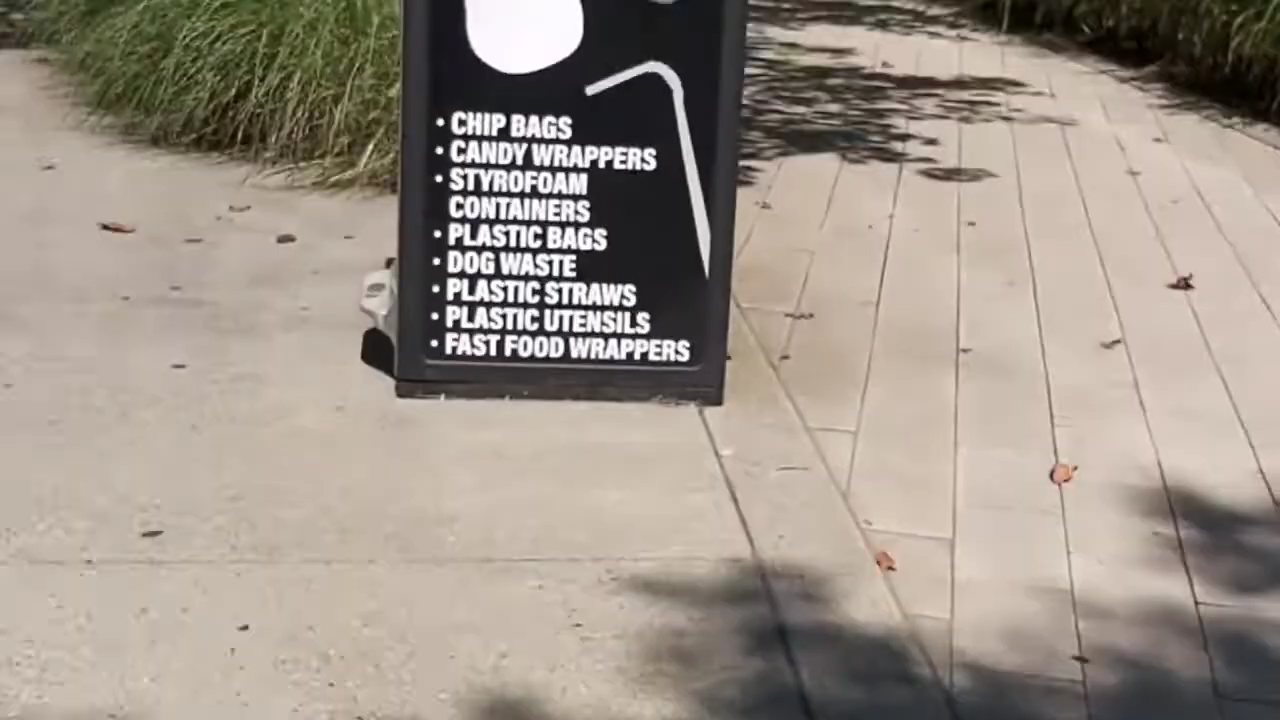 • CHIP BAGS
• CANDY WRAPPERS
• STYROFOAM
CONTAINERS
• PLASTIC BAGS
• DOG WASTE
• PLASTIC STRAWS
• PLASTIC UTENSILS
• FAST FOOD WRAPPERS